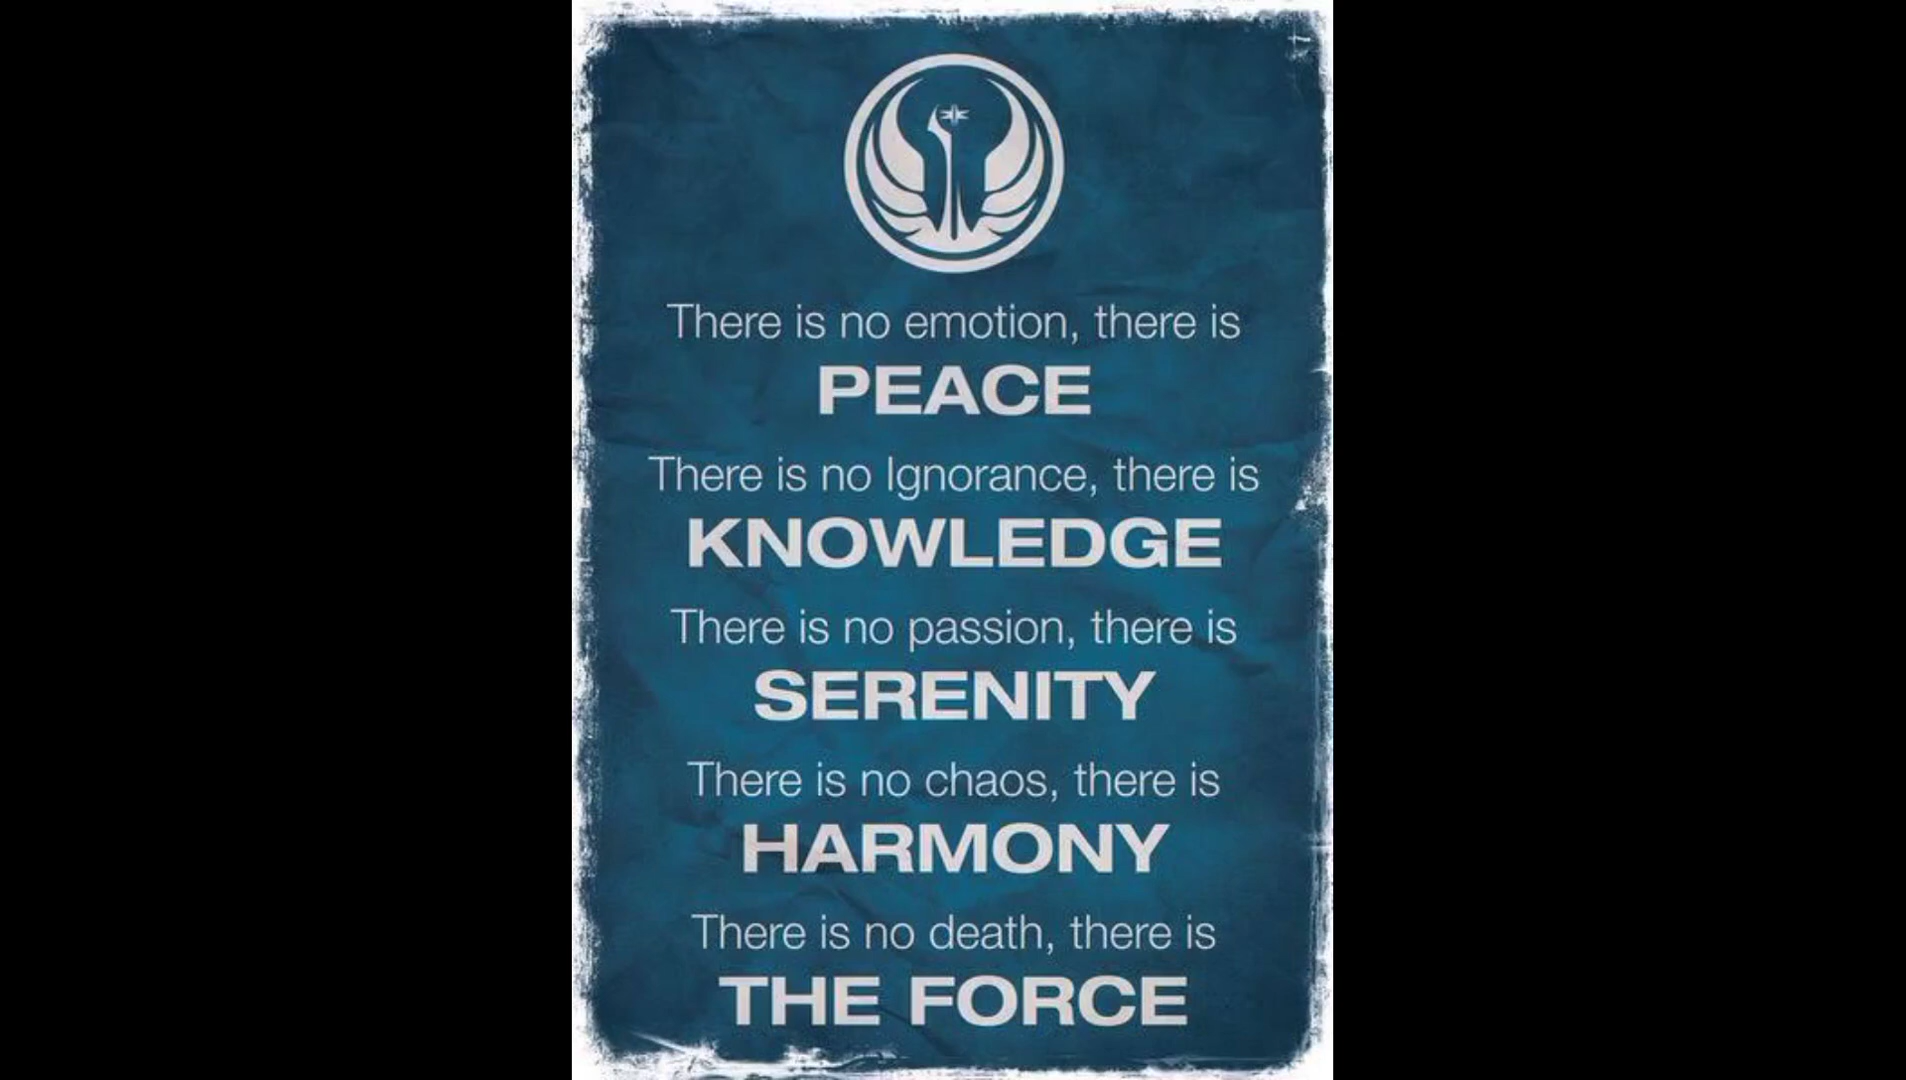 There is no emotion, there is
PEACE
There is no Ignorance, there is
KNOWLEDGE
There is no passion, there is
SERENITY
There is no chaos, there is
HARMONY
There is no death, there is
THE FORCE